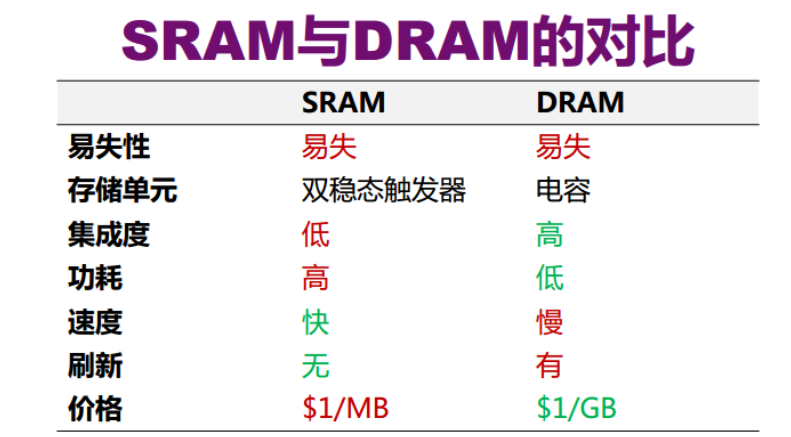 SRAM与DRAM的对比
SRAM DRAM
易失性 易失 易失
存储单元 双稳态触发器 电容
集成度 低 高
功耗 高 低
速度 快 慢
刷新 无 有
价格 $1/MB $1/GB